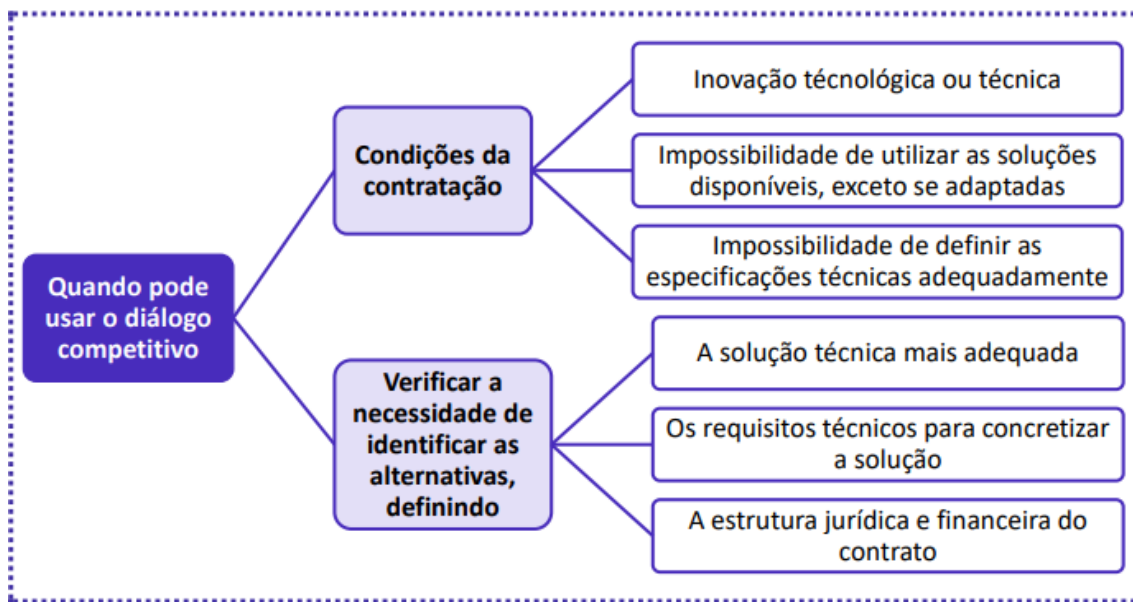 Quando pode
usar o diálogo
competitivo
Condições da
contratação
Inovação técnológica ou técnica
Impossibilidade de utilizar as soluções
disponíveis, exceto se adaptadas
Impossibilidade de definir as
especificações técnicas adequadamente
Verificar a
necessidade de
identificar as
alternativas,
definindo
A solução técnica mais adequada
Os requisitos técnicos para concretizar
a solução
A estrutura jurídica e financeira do
contrato